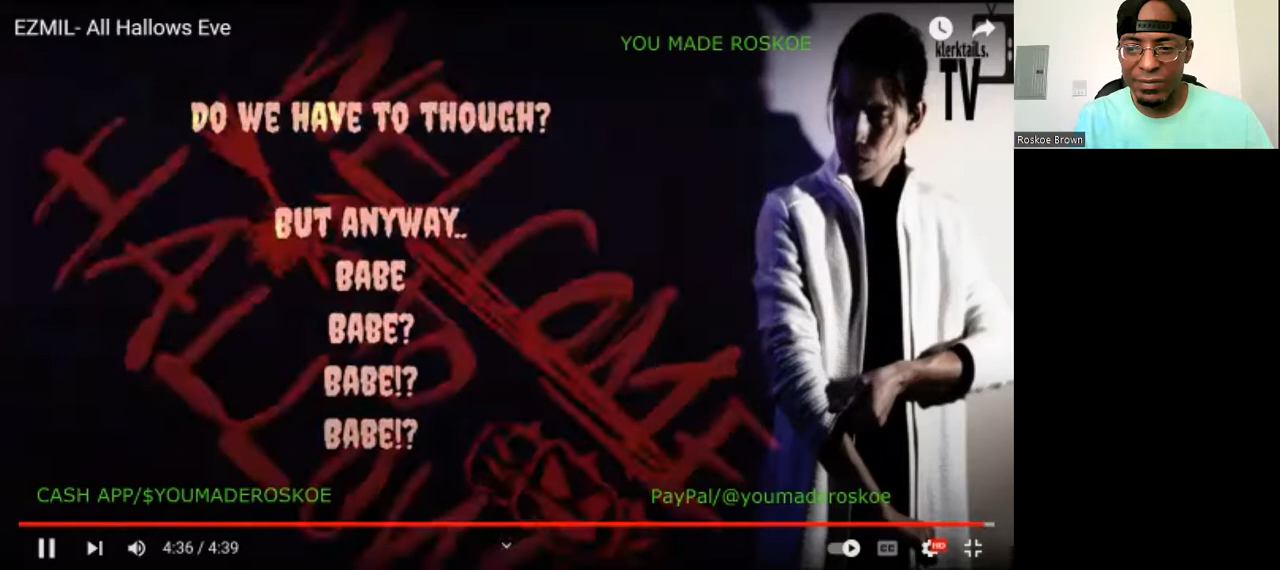 EZMIL- All Hallows Eve
YOU MADE ROSKOE
klerktails.
TV
DO WE HAVE TO THOUGH?
BUT ANYWAY..
BABE
BABE?
BABE!?
BABE!?
Roskoe Brown
CASH APP/$YOUMADEROSKOE
PayPal/@youmaderoskoe
4:36 / 4:39
CC
HD